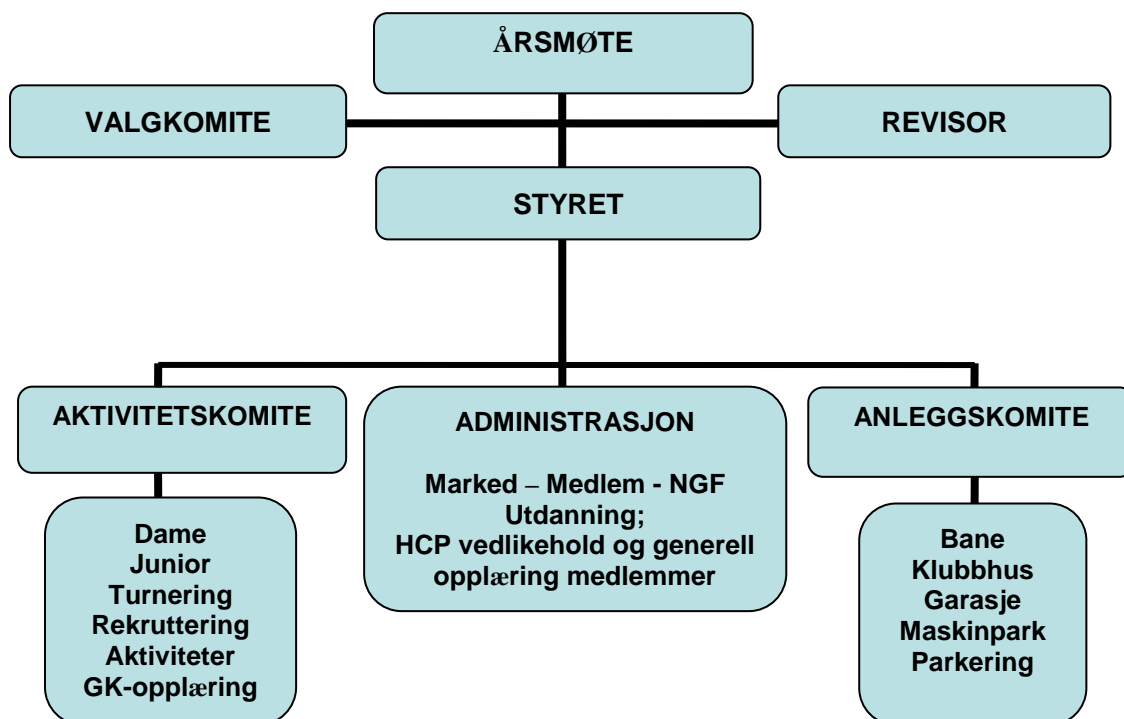 ÅRSMØTE
VALGKOMITE
REVISOR
STYRET
AKTIVITETSKOMITE
ADMINISTRASJON
Marked – Medlem - NGF
Utdanning;
HCP vedlikehold og generell
opplæring medlemmer
ANLEGGSKOMITE
Dame
Junior
Turnering
Rekruttering
Aktiviteter
GK-opplæring
Bane
Klubbhus
Garasje
Maskinpark
Parkering